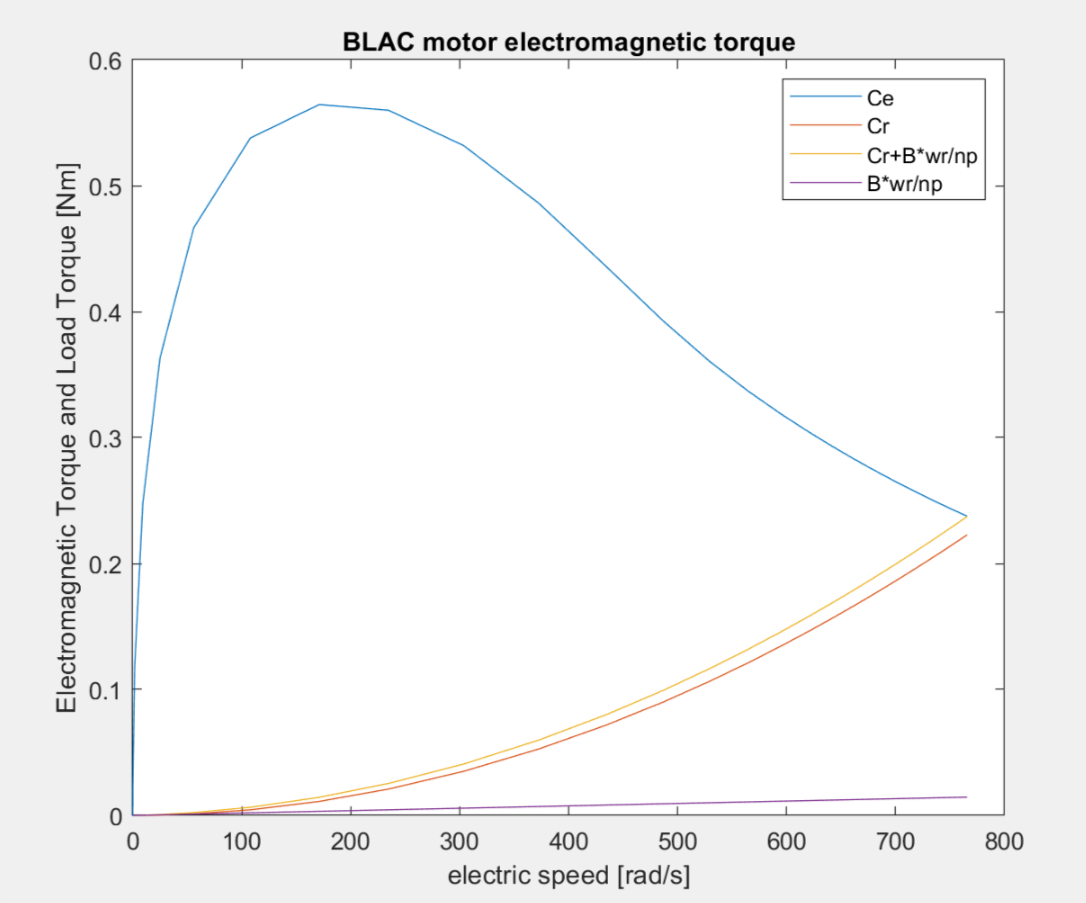 BLAC motor electromagnetic torque
Electromagnetic Torque and Load Torque [Nm]
0.6
0.5
0.4
0.3
0.2
0.1
0
Ce
Cr
Cr+B*wr/np
B*wr/np
0 100 200 300 400 500 600 700 800
electric speed [rad/s]